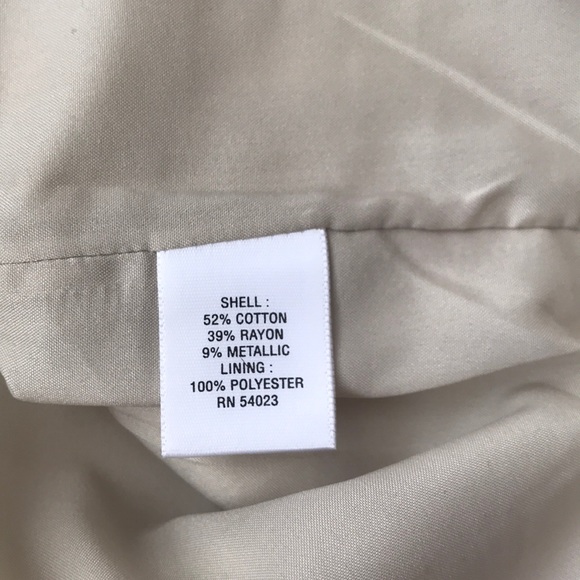 SHELL :
52% COTTON
39% RAYON
9% METALLIC
LINING :
100% POLYESTER
RN 54023